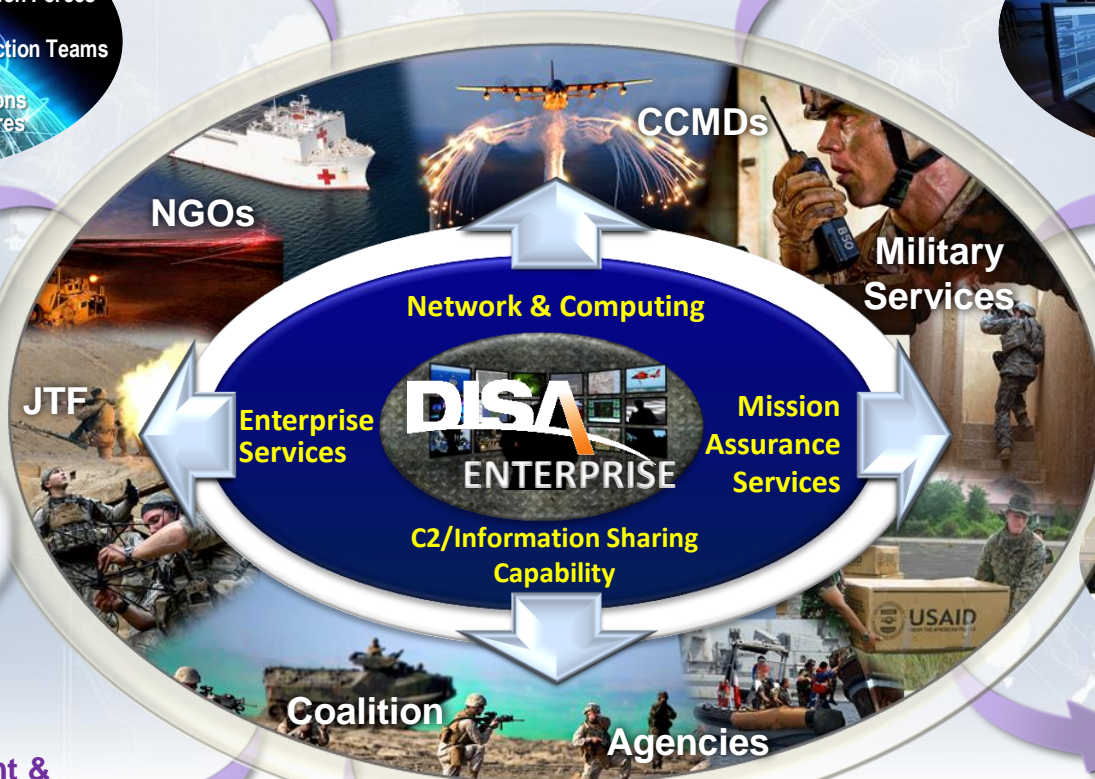 ction Teams
CCMDs
NGOs
Military
Services
Network & Computing
JTF
DISA
ENTERPRISE
Enterprise
Services
Mission
Assurance
Services
C2/Information Sharing
Capability
USAID
Coalition
Agencies